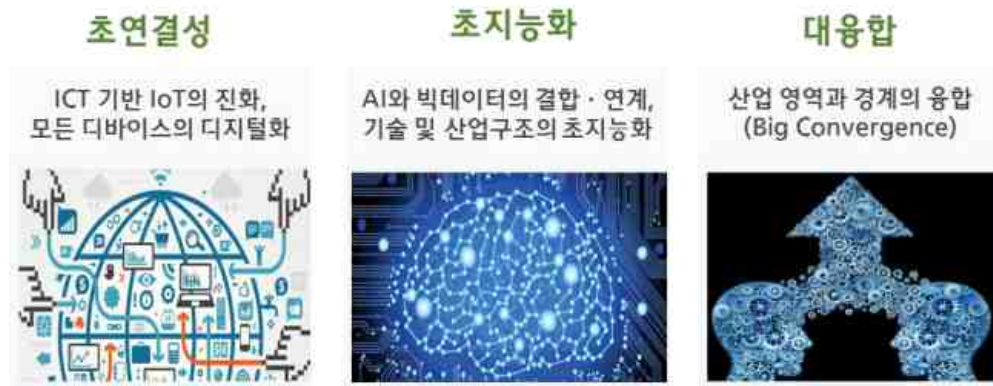 초연결성
ICT 기반 IoT의 진화,
모든 디바이스의 디지털화
초지능화
AI와 빅데이터의 결합 · 연계,
기술 및 산업구조의 초지능화
대융합
산업 영역과 경계의 융합
(Big Convergence)